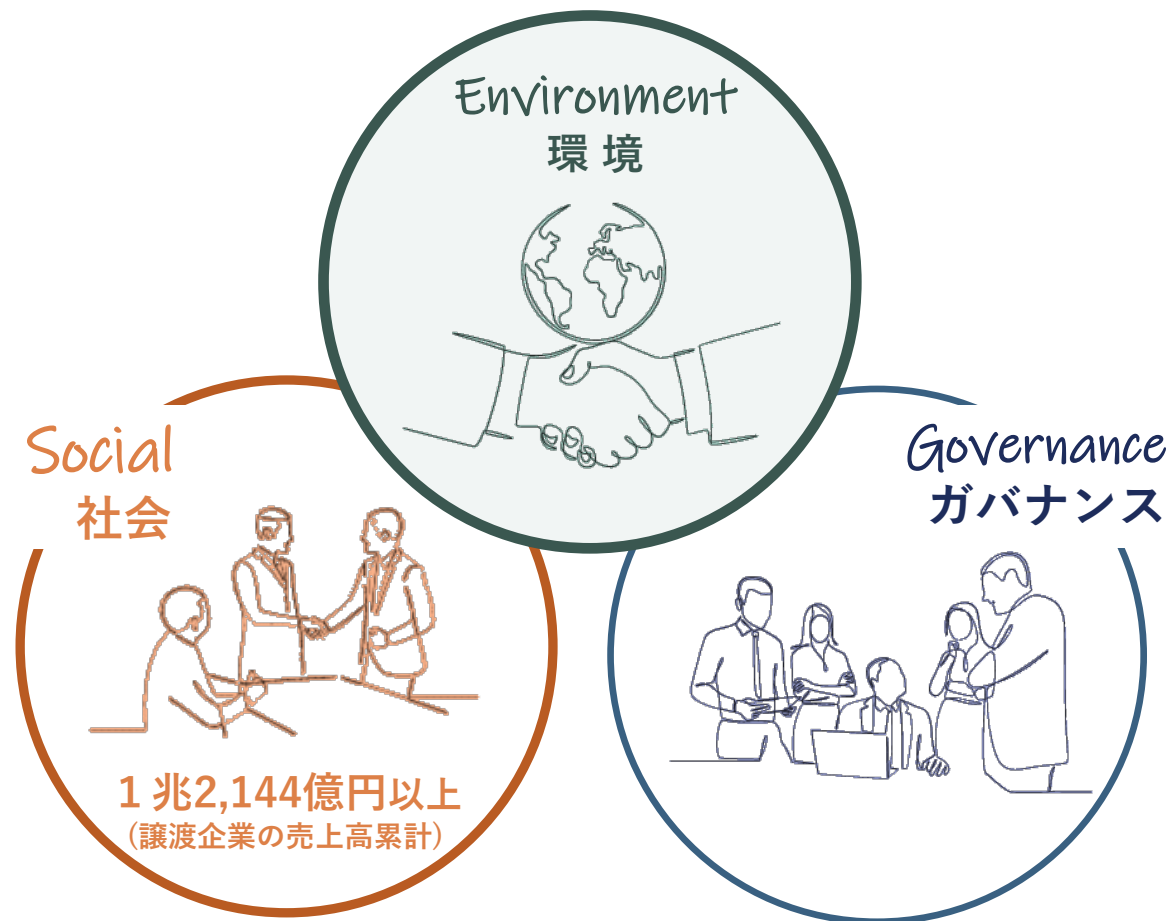 Environment
環 境
Social
社会
1 兆2,144億円以上
(譲渡企業の売上高累計)
Governance
ガバナンス